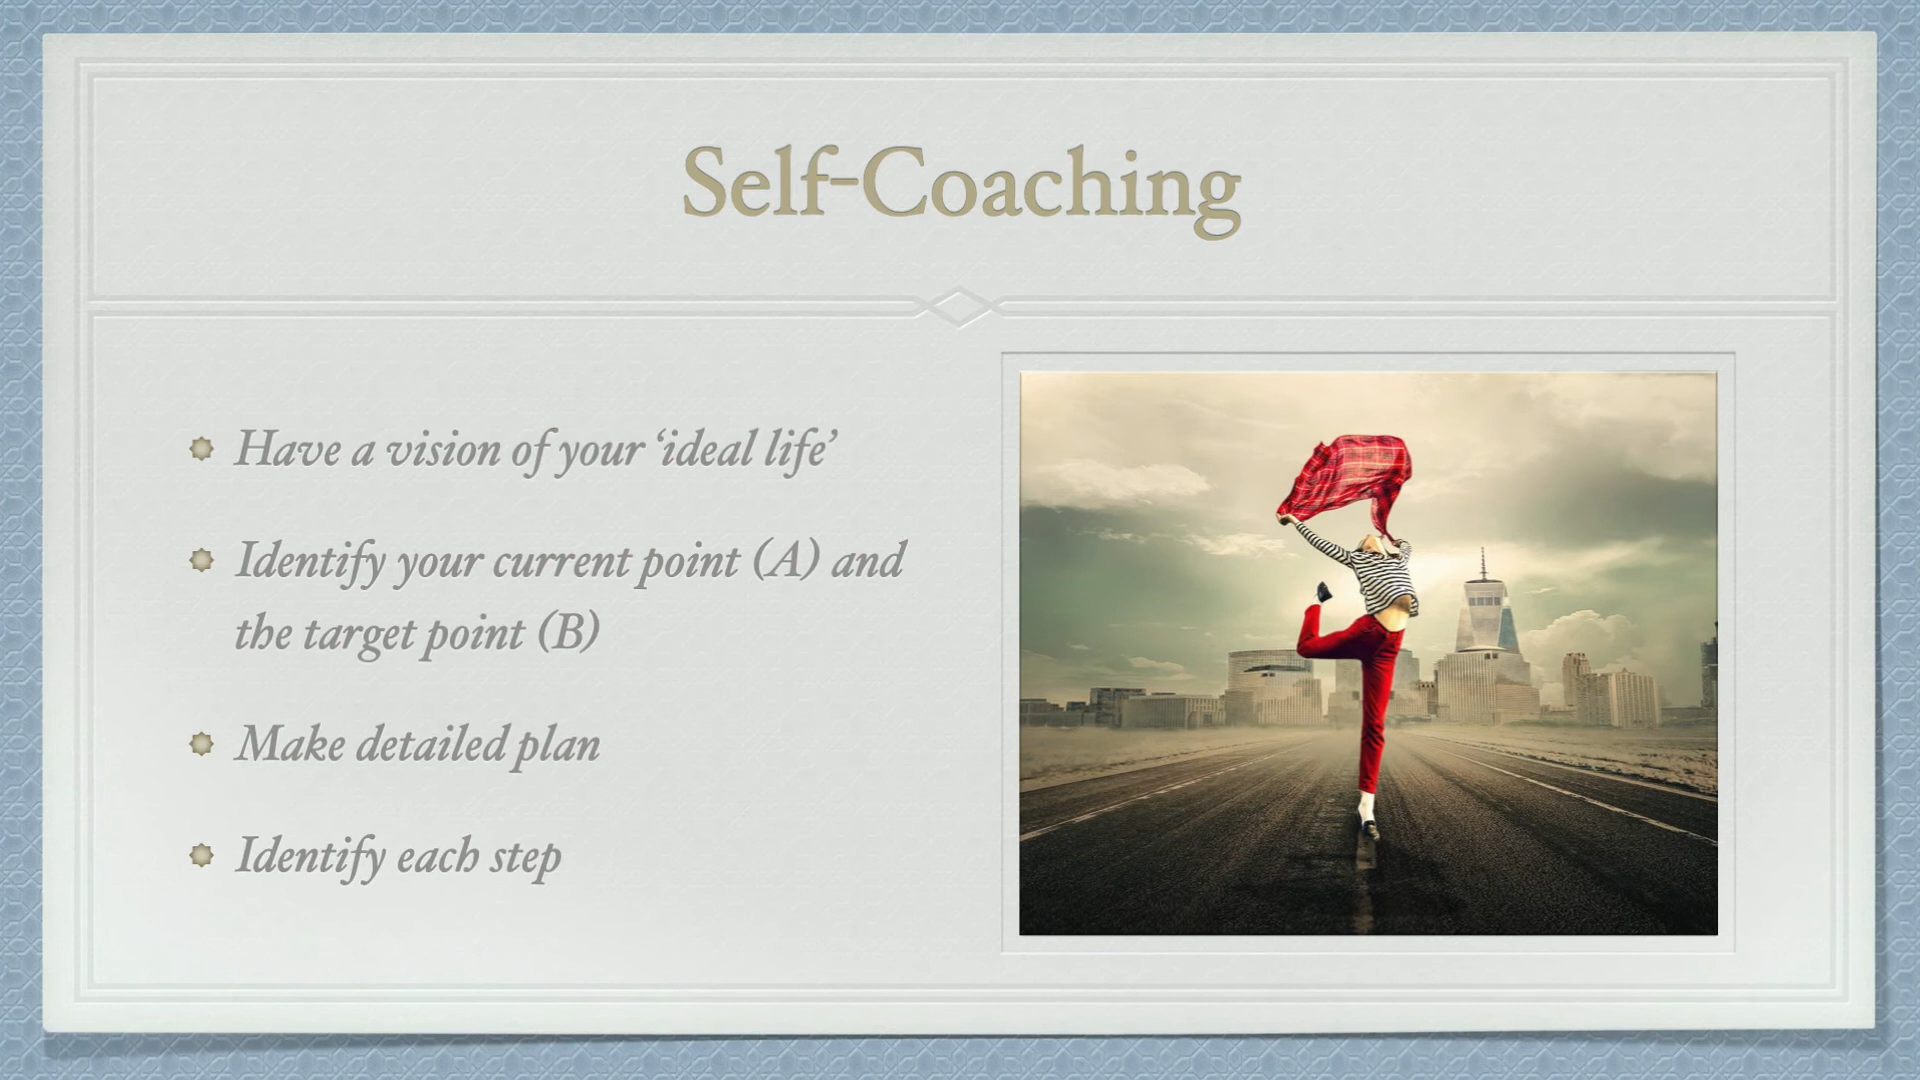 Self-Coaching
Have a vision of your ‘ideal life’
Identify your current point (A) and
the target point (B)
Make detailed plan
Identify each step